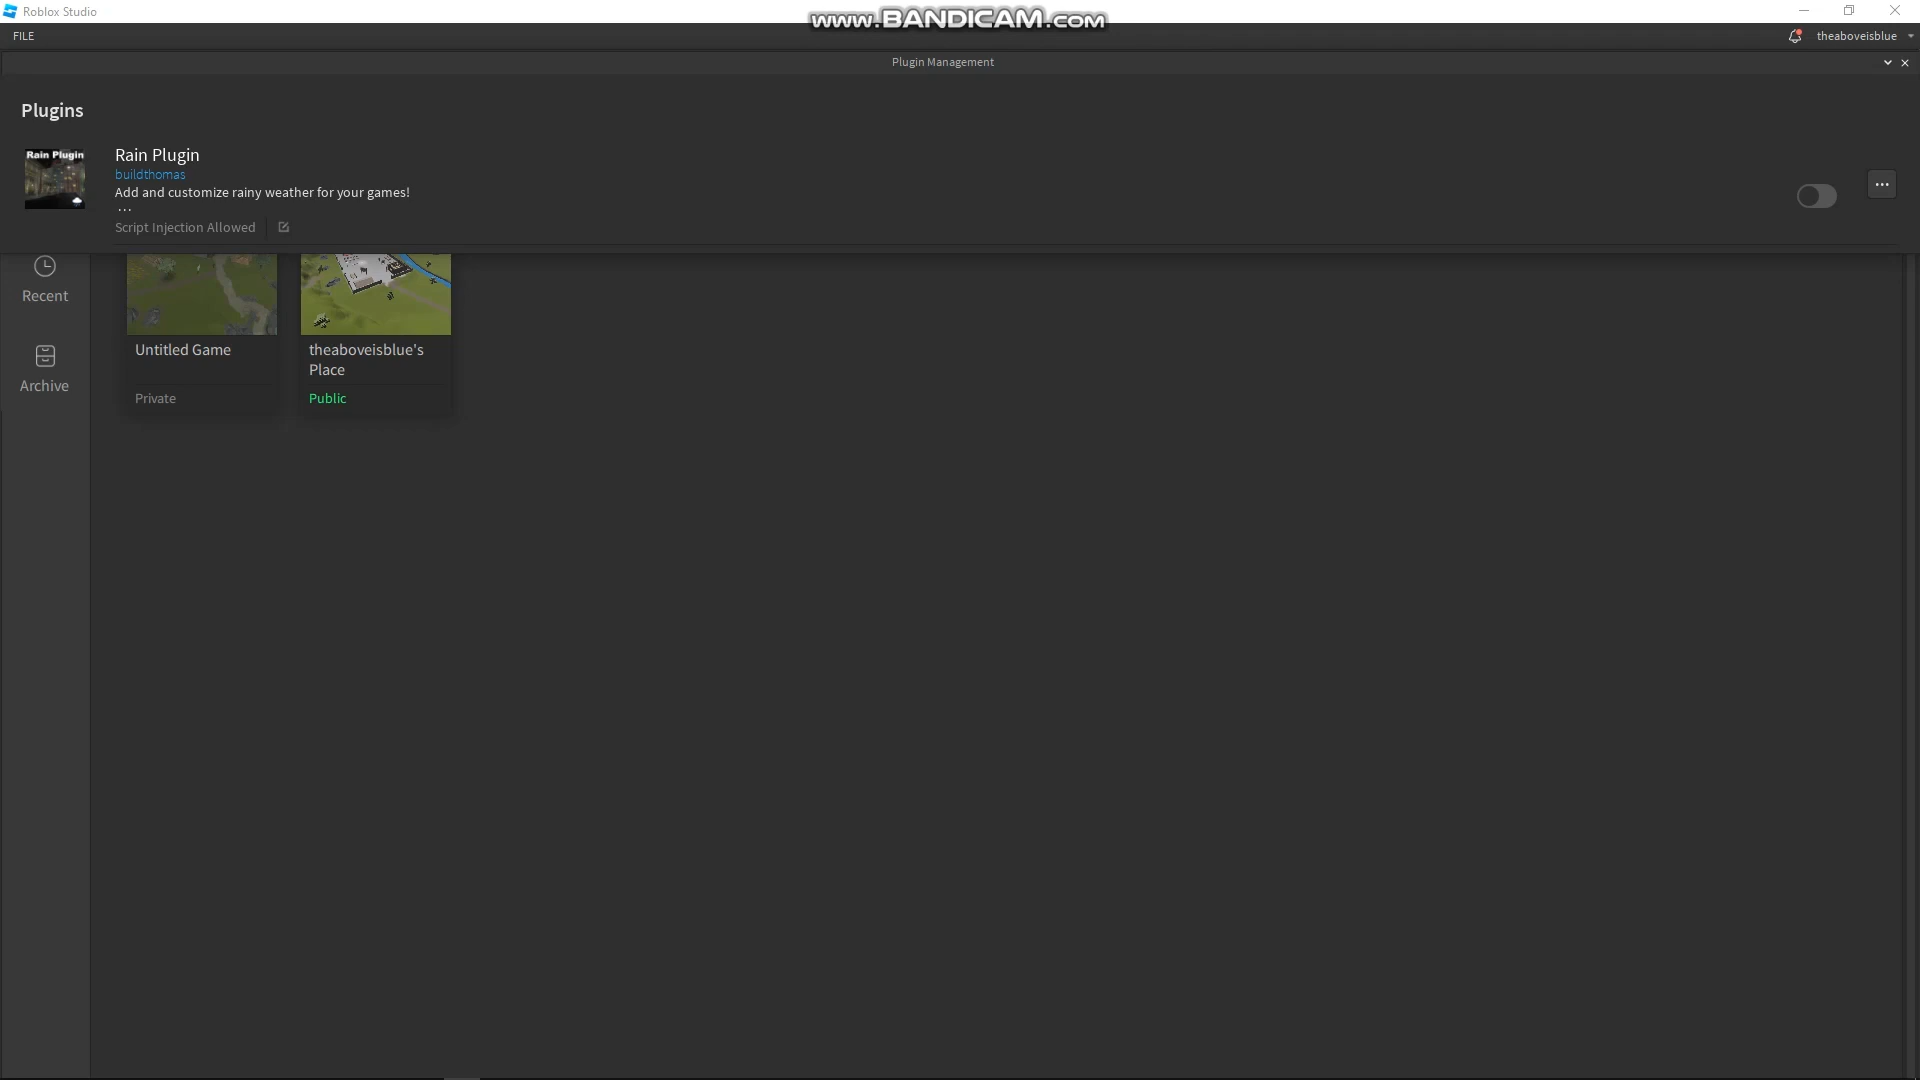 Roblox Studio
www.BANDICAM.com
FILE
theaboveisblue
Plugin Management
Plugins
Rain Plugin
Rain Plugin
buildthomas
Add and customize rainy weather for your games!
...
Script Injection Allowed
Recent
Archive
Untitled Game
Private
theaboveisblue's
Place
Public